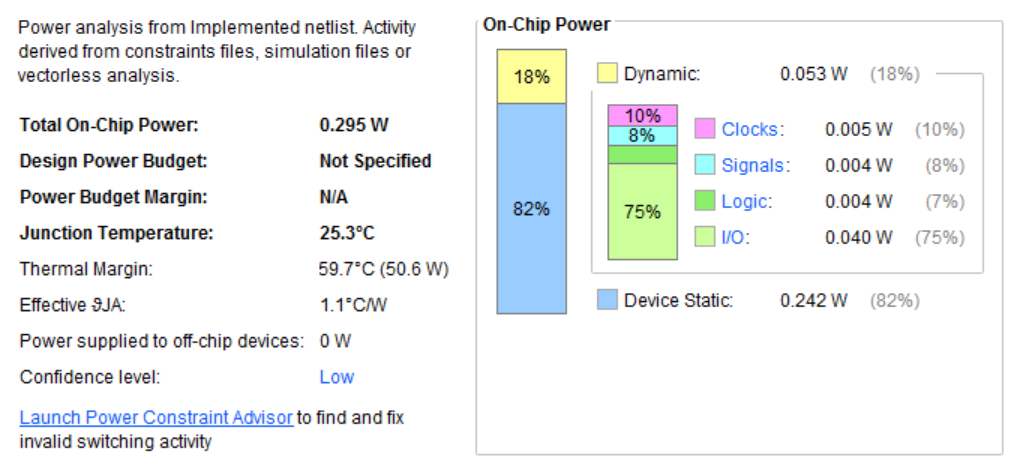 Power analysis from Implemented netlist. Activity
derived from constraints files, simulation files or
vectorless analysis.
Total On-Chip Power: 0.295 W
Design Power Budget: Not Specified
Power Budget Margin: N/A
Junction Temperature: 25.3°C
Thermal Margin: 59.7°C (50.6 W)
Effective ϑJA: 1.1°C/W
Power supplied to off-chip devices: 0 W
Confidence level: Low
Launch Power Constraint Advisor to find and fix
invalid switching activity
On-Chip Power
18%
82%
Dynamic: 0.053 W (18%)
10%
8%
75%
Clocks: 0.005 W (10%)
Signals: 0.004 W (8%)
Logic: 0.004 W (7%)
I/O: 0.040 W (75%)
Device Static: 0.242 W (82%)